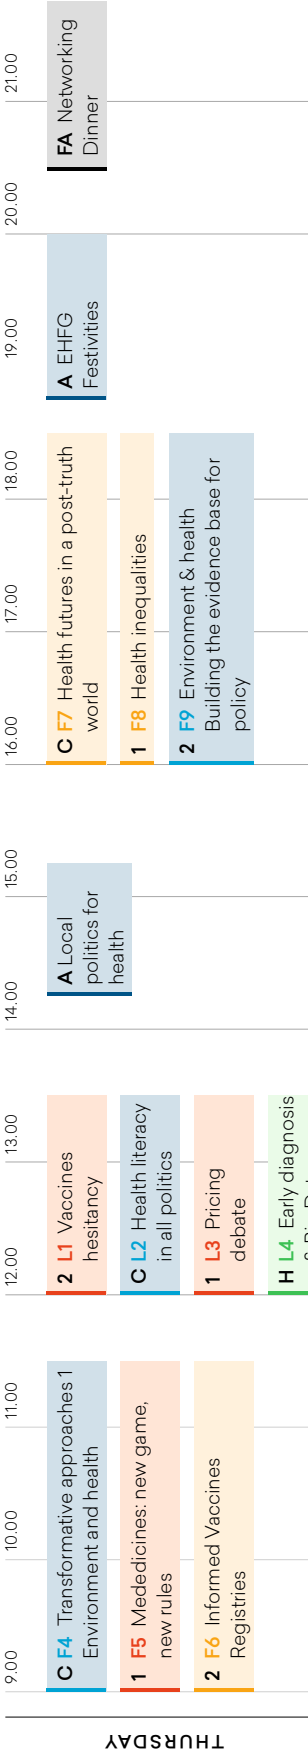 THURSDAY
9.00
10.00
11.00
12.00
13.00
14.00
15.00
16.00
17.00
18.00
19.00
20.00
21.00
C F4 Transformative approaches 1
Environment and health
1 F5 Mededicines: new game,
new rules
2 F6 Informed Vaccines
Registries
2 L1 Vaccines
hesitancy
C L2 Health literacy
in all politics
1 L3 Pricing
debate
H L4 Early diagnosis
A Local
politics for
health
C F7 Health futures in a post-truth
world
1 F8 Health inequalities
2 F9 Environment & health
Building the evidence base for
policy
A EHFG
Festivities
FA Networking
Dinner